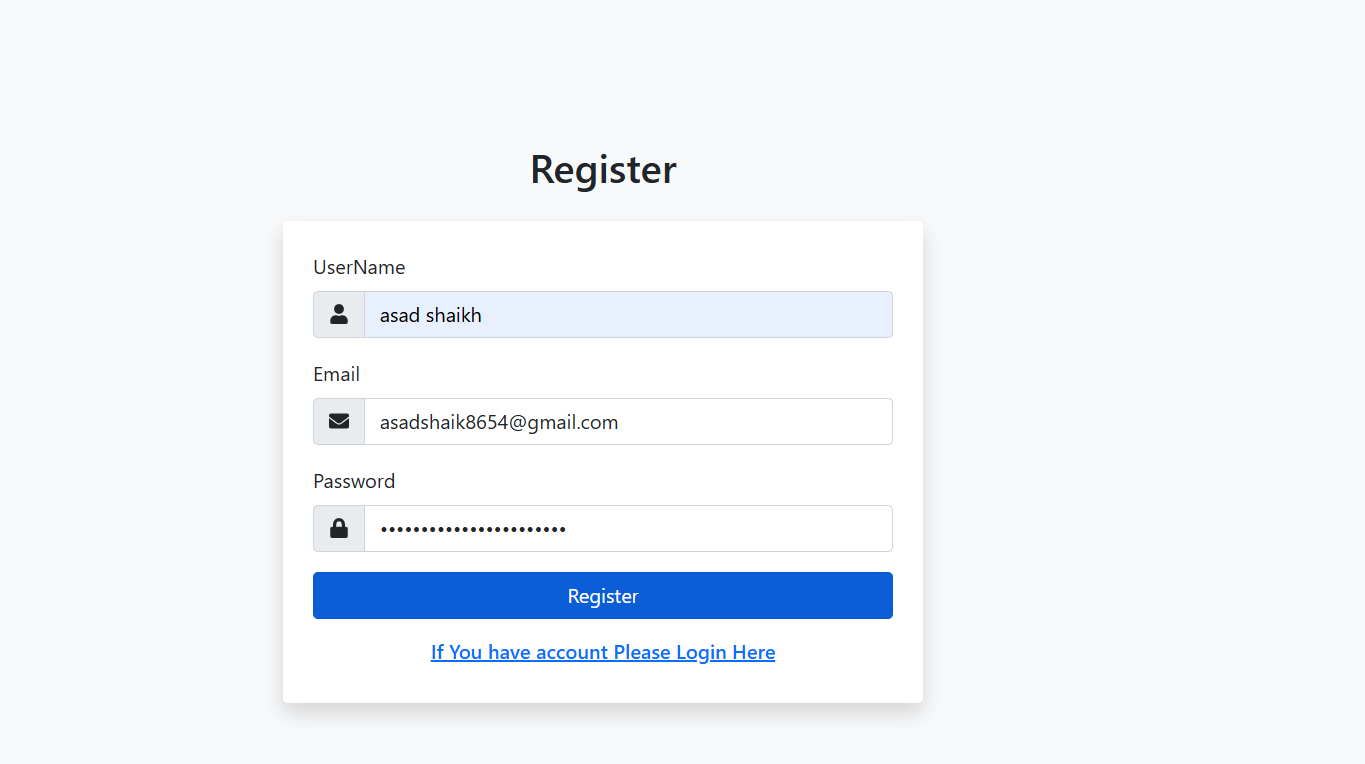 Register
UserName
asad shaikh
Email
asadshaik8654@gmail.com
Password
•••••••••••••••••••••••
Register
If You have account Please Login Here